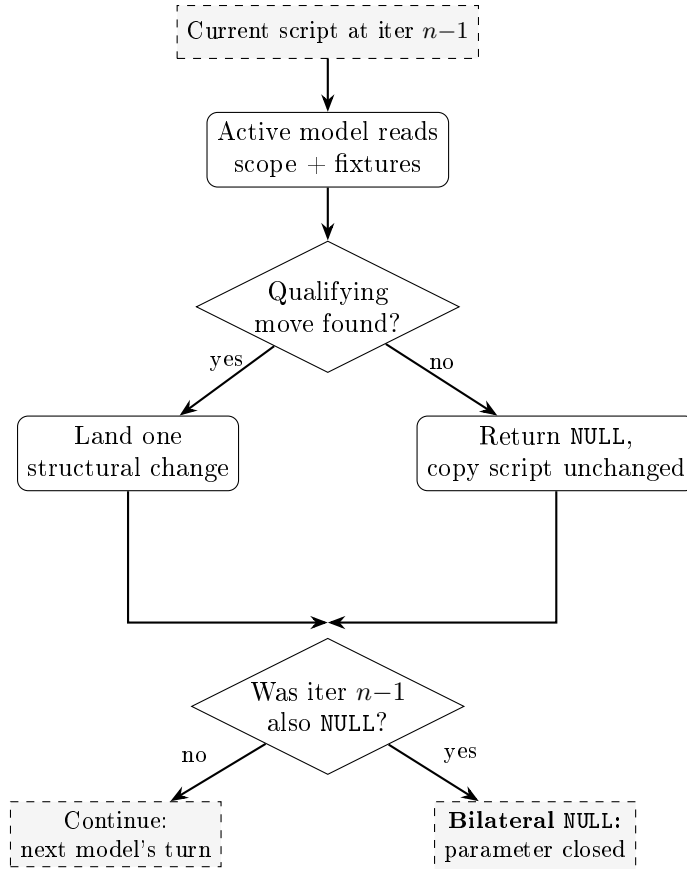 Current script at iter n−1
Active model reads
scope + fixtures
Qualifying
move found?
yes
no
Land one
structural change
Return NULL,
copy script unchanged
Was iter n−1
also NULL?
no
yes
Continue:
next model's turn
Bilateral NULL:
parameter closed